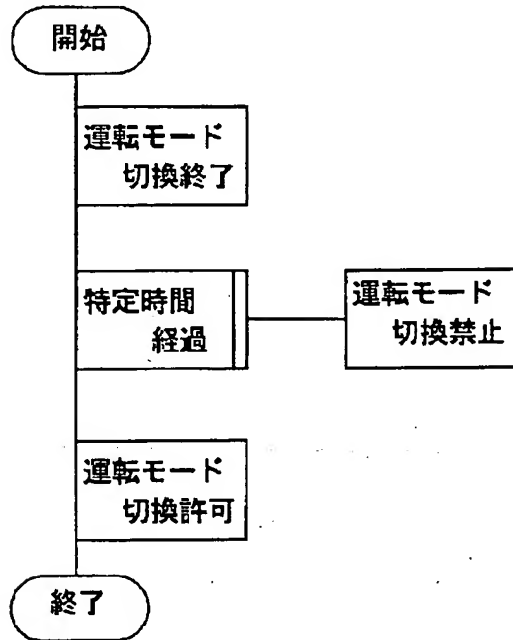 開始
運転モード
切換終了
特定時間
経過
運転モード
切換禁止
運転モード
切換許可
終了